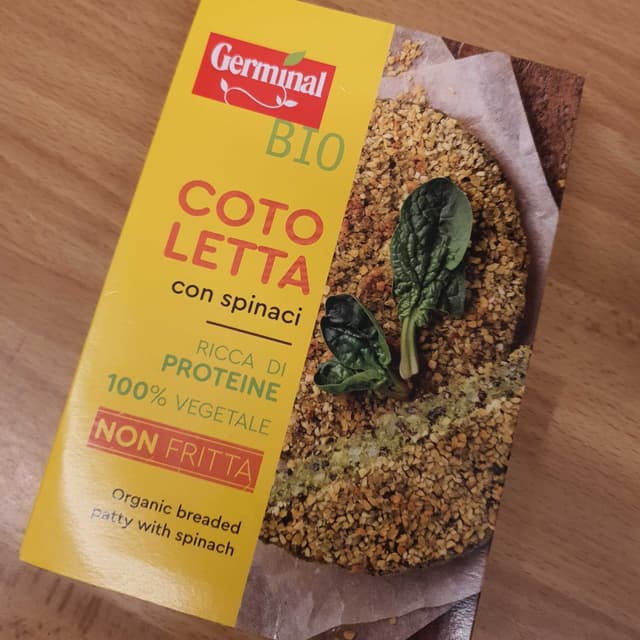 Germinal
BIO
COTO
LETTA
con spinaci
RICCA DI
PROTEINE
100% VEGETALE
NON FRITTA
Organic breaded
patty with spinach